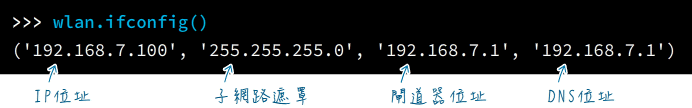 >>> wlan.ifconfig()
('192.168.7.100', '255.255.255.0', '192.168.7.1', '192.168.7.1')
IP位址 子網路遮罩 閘道器位址 DNS位址